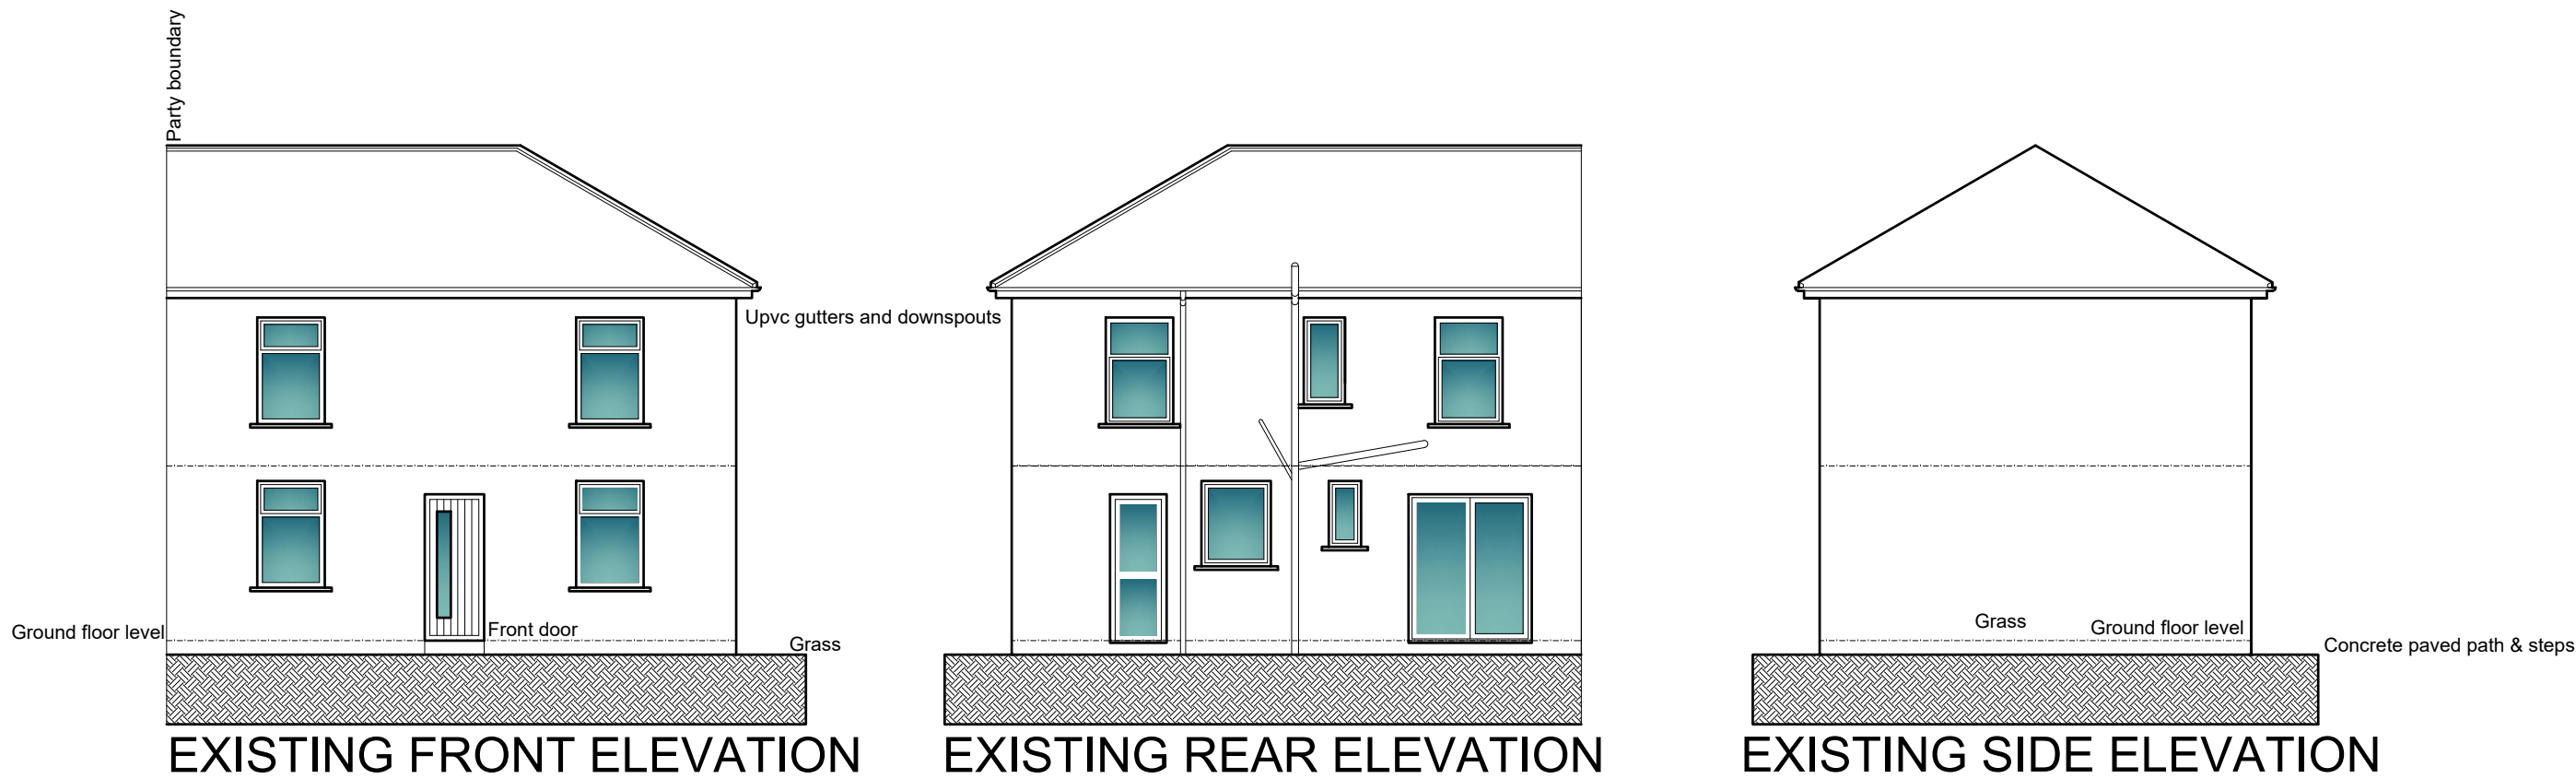 Party boundary
Upvc gutters and downspouts
Ground floor level
Front door
Grass
Grass
Ground floor level
Concrete paved path & steps
EXISTING FRONT ELEVATION
EXISTING REAR ELEVATION
EXISTING SIDE ELEVATION